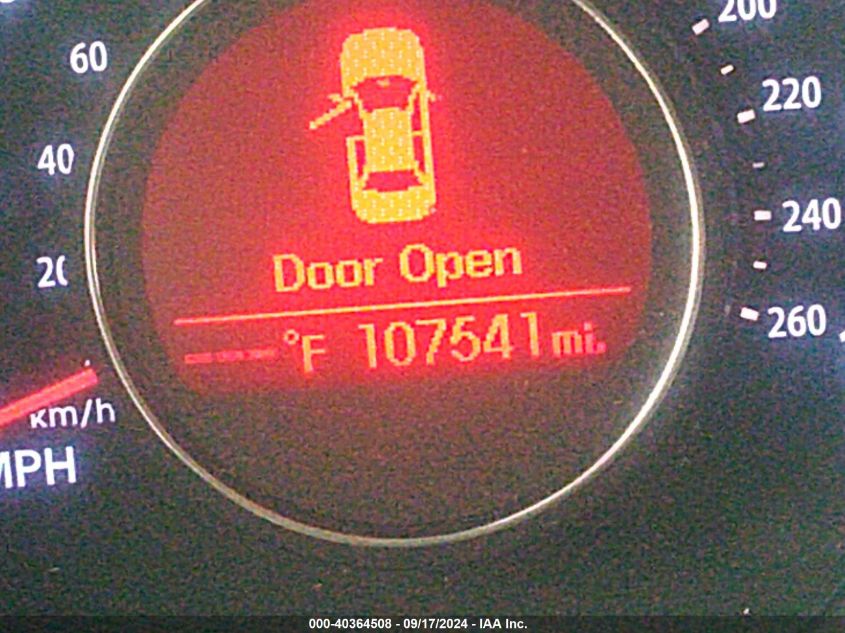 200
60
220
40
240
20
Door Open
260
--- °F 107541 mi.
km/h
MPH
000-40364508 - 09/17/2024 - IAA Inc.